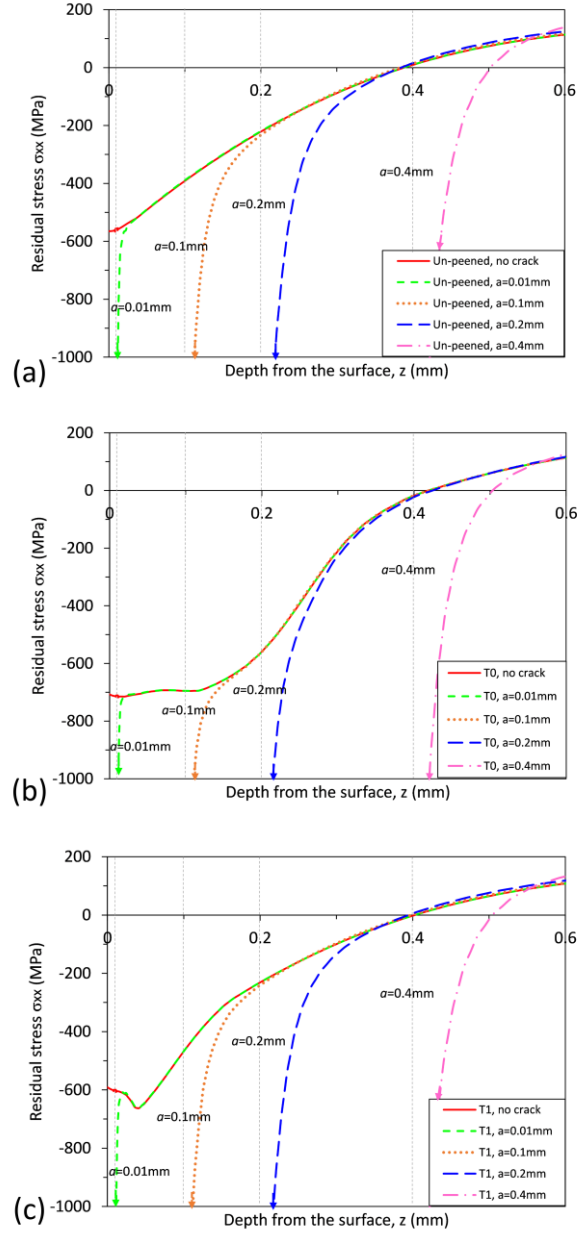 200
0
0
0.2
0.4
0.6
-200
-400
-600
-800
-1000
Residual stress σxx (MPa)
a=0.4mm
a=0.2mm
a=0.1mm
a=0.01mm
Un-peened, no crack
Un-peened, a=0.01mm
Un-peened, a=0.1mm
Un-peened, a=0.2mm
Un-peened, a=0.4mm
Depth from the surface, z (mm)
(a)
200
0
0
0.2
0.4
0.6
-200
-400
-600
-800
-1000
Residual stress σxx (MPa)
a=0.4mm
a=0.2mm
a=0.1mm
a=0.01mm
T0, no crack
T0, a=0.01mm
T0, a=0.1mm
T0, a=0.2mm
T0, a=0.4mm
Depth from the surface, z (mm)
(b)
200
0
0
0.2
0.4
0.6
-200
-400
-600
-800
-1000
Residual stress σxx (MPa)
a=0.4mm
a=0.2mm
a=0.1mm
a=0.01mm
T1, no crack
T1, a=0.01mm
T1, a=0.1mm
T1, a=0.2mm
T1, a=0.4mm
Depth from the surface, z (mm)
(c)